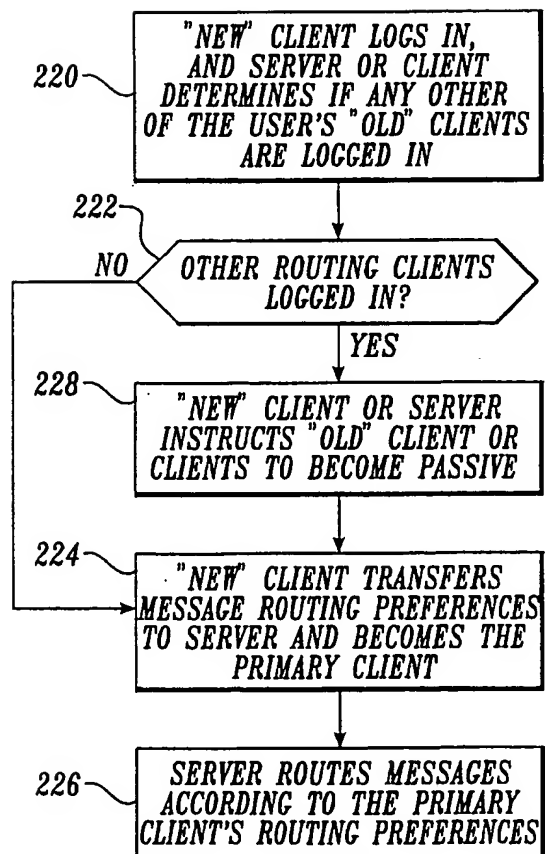 220
"NEW" CLIENT LOGS IN,
AND SERVER OR CLIENT
DETERMINES IF ANY OTHER
OF THE USER'S "OLD" CLIENTS
ARE LOGGED IN
222
NO
OTHER ROUTING CLIENTS
LOGGED IN?
YES
228
"NEW" CLIENT OR SERVER
INSTRUCTS "OLD" CLIENT OR
CLIENTS TO BECOME PASSIVE
224
"NEW" CLIENT TRANSFERS
MESSAGE ROUTING PREFERENCES
TO SERVER AND BECOMES THE
PRIMARY CLIENT
226
SERVER ROUTES MESSAGES
ACCORDING TO THE PRIMARY
CLIENT'S ROUTING PREFERENCES